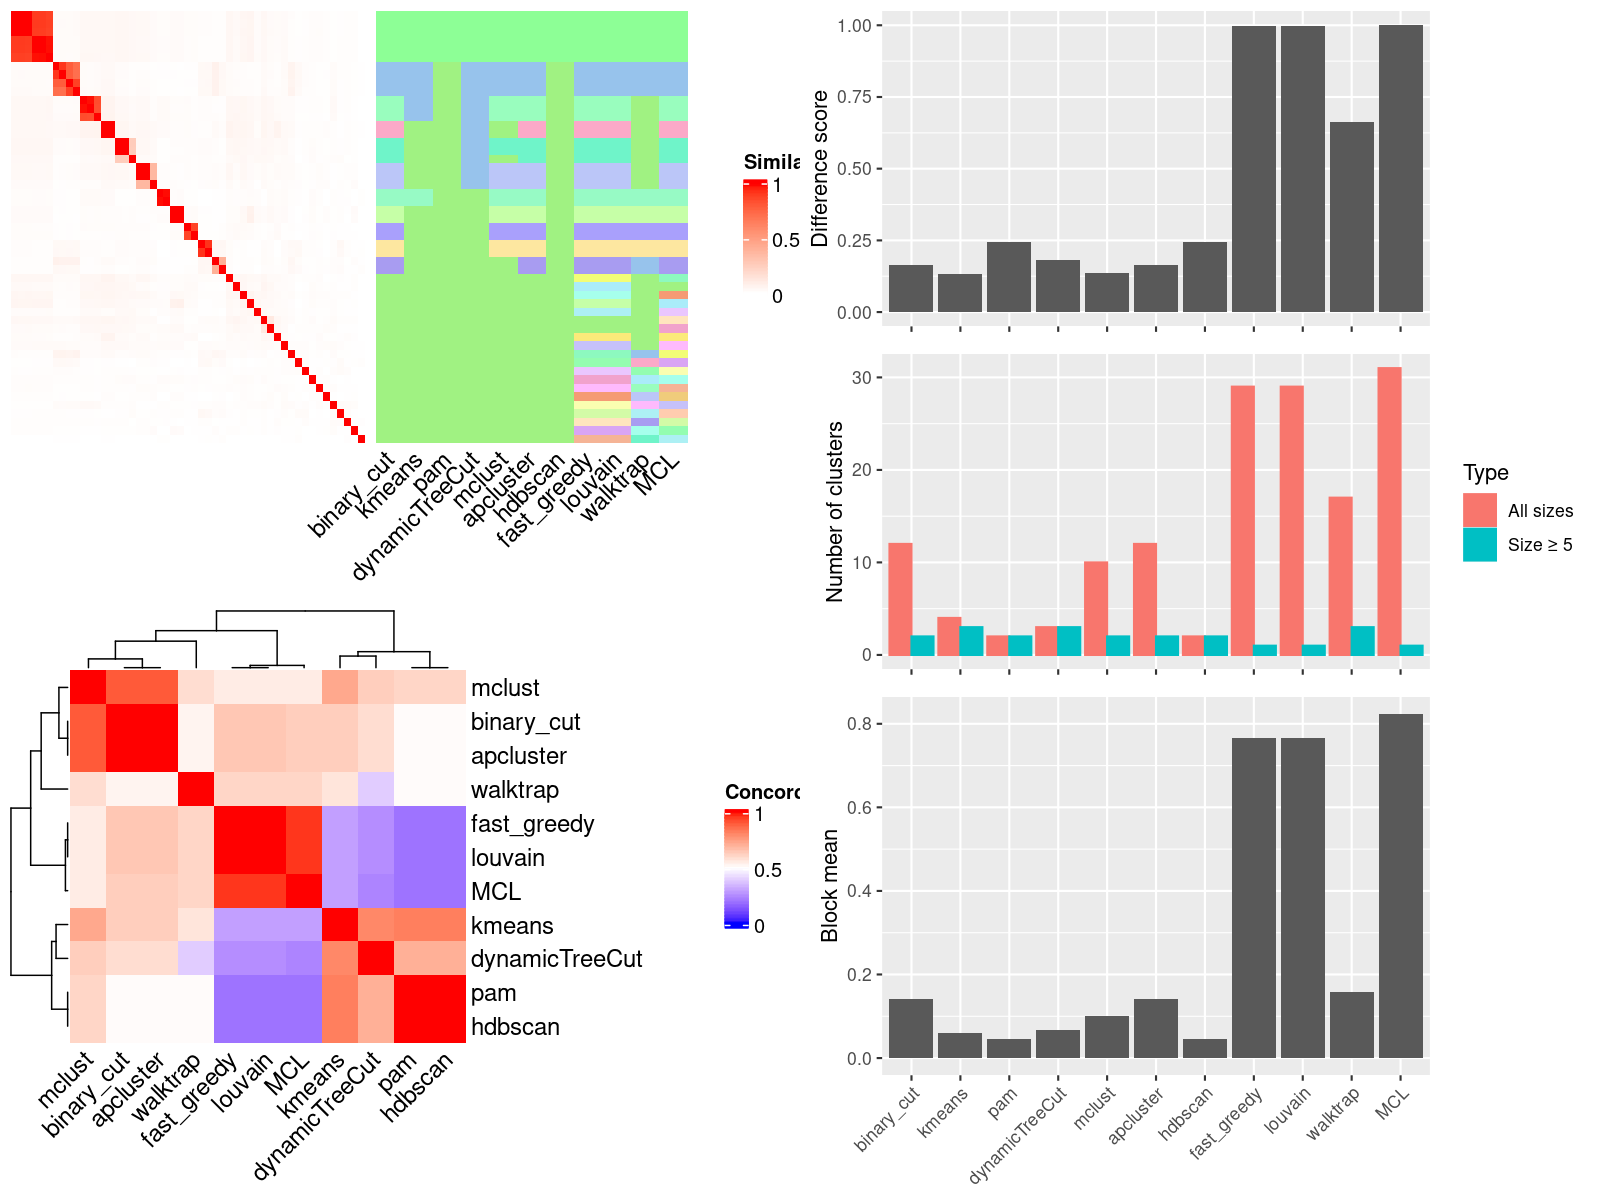 Simila
1
0.5
0
binary_cut
kmeans
pam
dynamicTreeCut
mclust
apcluster
hdbscan
fast_greedy
louvain
walktrap
MCL
Difference score
1.00
0.75
0.50
0.25
0.00
Number of clusters
30
20
10
0
Type
All sizes
Size ≥ 5
mclust
binary_cut
apcluster
walktrap
fast_greedy
louvain
MCL
kmeans
dynamicTreeCut
pam
hdbscan
mclust
binary_cut
apcluster
walktrap
fast_greedy
louvain
MCL
kmeans
dynamicTreeCut
pam
hdbscan
Concorc
1
0.5
0
Block mean
0.8
0.6
0.4
0.2
0.0
binary_cut
kmeans
pam
dynamicTreeCut
mclust
apcluster
hdbscan
fast_greedy
louvain
walktrap
MCL